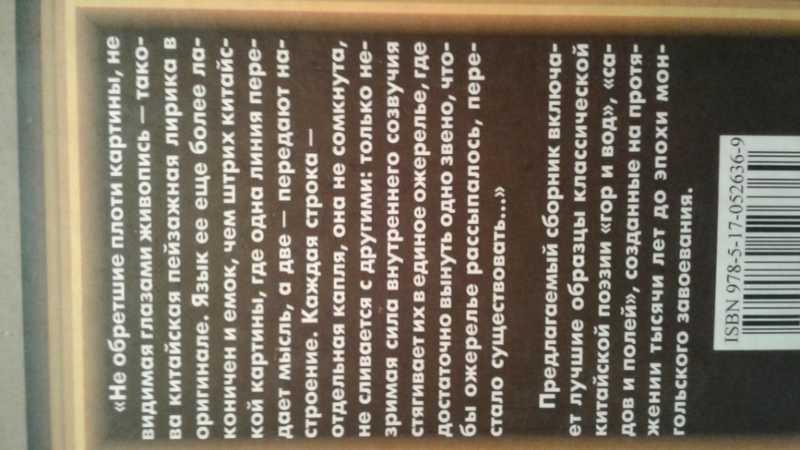 «Не обретшие плоти картины, не
видимая глазами живопись — тако-
ва китайская пейзажная лирика в
оригинале. Язык ее еще более ла-
коничен и емок, чем штрих китайс-
кой картины, где одна линия пере-
дает мысль, а две — передают на-
строение. Каждая строка —
отдельная капля, она не сомкнута,
не сливается с другими: только не-
зримая сила внутреннего созвучия
стягивает их в единое ожерелье, где
достаточно вынуть одно звено, что-
бы ожерелье рассыпалось, пере-
стало существовать...»
Предлагаемый сборник включа-
ет лучшие образцы классической
китайской поэзии «гор и вод», «са-
дов и полей», созданные на протя-
жении тысячи лет до эпохи мон-
гольского завоевания.
ISBN 978-5-17-052636-9